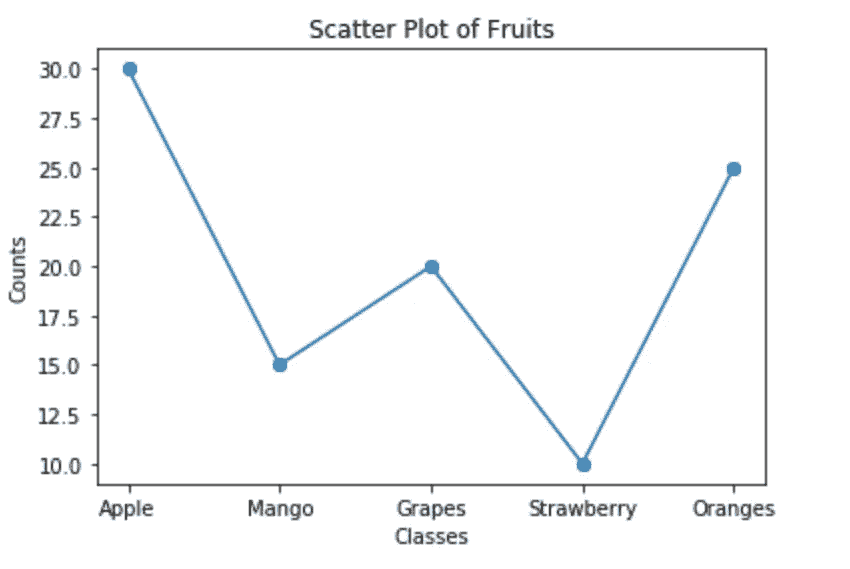 Scatter Plot of Fruits
30.0
27.5
25.0
22.5
20.0
17.5
15.0
12.5
10.0
Counts
Apple Mango Grapes Strawberry Oranges
Classes